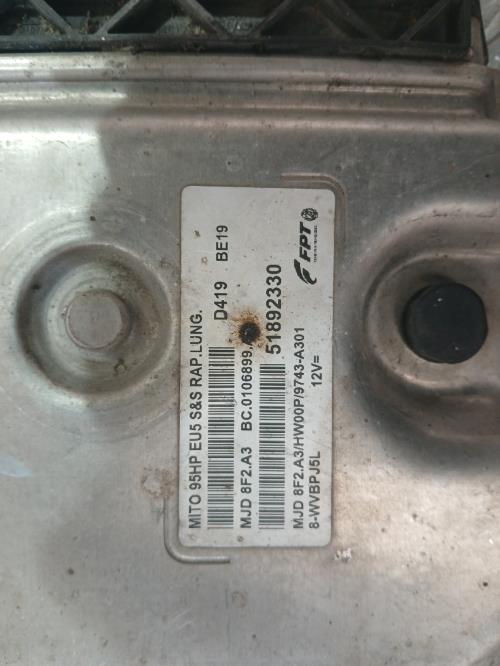 MITO 95HP EU5 S&S RAP.LUNG.
D419 BE19
MJD 8F2.A3 BC.0106899.
51892330
FPT
MJD 8F2.A3/HW00P/9743-A301
8-WVBPJ5L 12V=